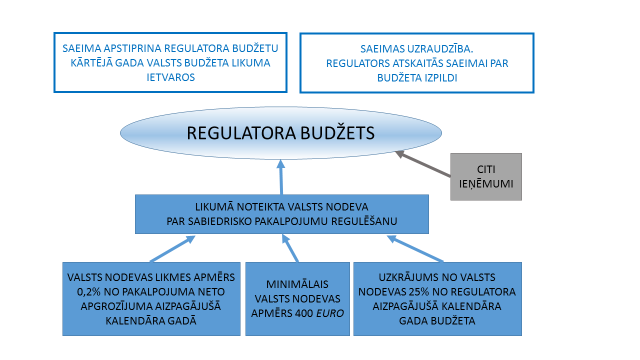 SAEIMA APSTIPRINA REGULATORA BUDŽETU
KĀRTĒJĀ GADA VALSTS BUDŽETA LIKUMA
IETVAROS
SAEIMAS UZRAUDZĪBA.
REGULATORS ATSKAITĀS SAEIMAI PAR
BUDŽETA IZPILDI
REGULATORA BUDŽETS
CITI
IEŅĒMUMI
LIKUMĀ NOTEIKTA VALSTS NODEVA
PAR SABIEDRISKO PAKALPOJUMU REGULĒŠANU
VALSTS NODEVAS LIKMES APMĒRS
0,2% NO PAKALPOJUMA NETO
APGROZĪJUMA AIZPAGĀJUŠĀ
KALENDĀRA GADĀ
MINIMĀLAIS
VALSTS NODEVAS
APMĒRS 400 EURO
UZKRĀJUMS NO VALSTS
NODEVAS 25% NO REGULATORA
AIZPAGĀJUŠĀ KALENDĀRA
GADA BUDŽETA